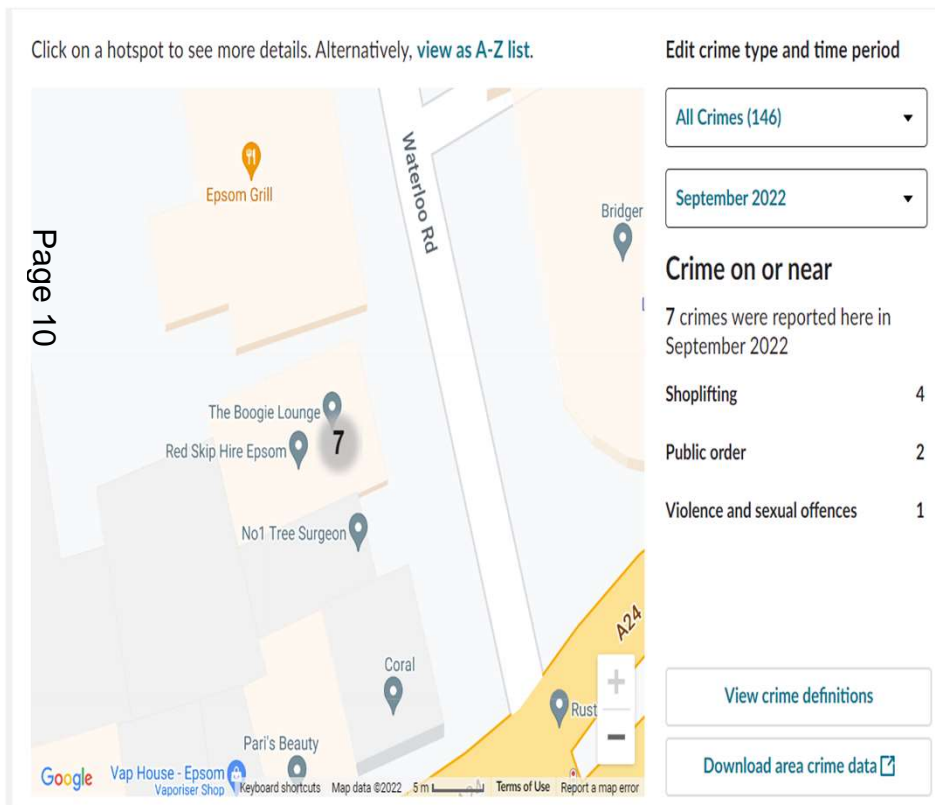 Click on a hotspot to see more details. Alternatively, view as A-Z list.
Page 10
Epsom Grill
Waterloo Rd
Bridger
The Boogie Lounge
7
Red Skip Hire Epsom
No1 Tree Surgeon
A24
Coral
Rust
Pari's Beauty
Vap House - Epsom
Vaporiser Shop
Google
Keyboard shortcuts
Map data ©2022
5 m
Terms of Use
Report a map error
Edit crime type and time period
All Crimes (146)
September 2022
Crime on or near
7 crimes were reported here in
September 2022
Shoplifting 4
Public order 2
Violence and sexual offences 1
View crime definitions
Download area crime data